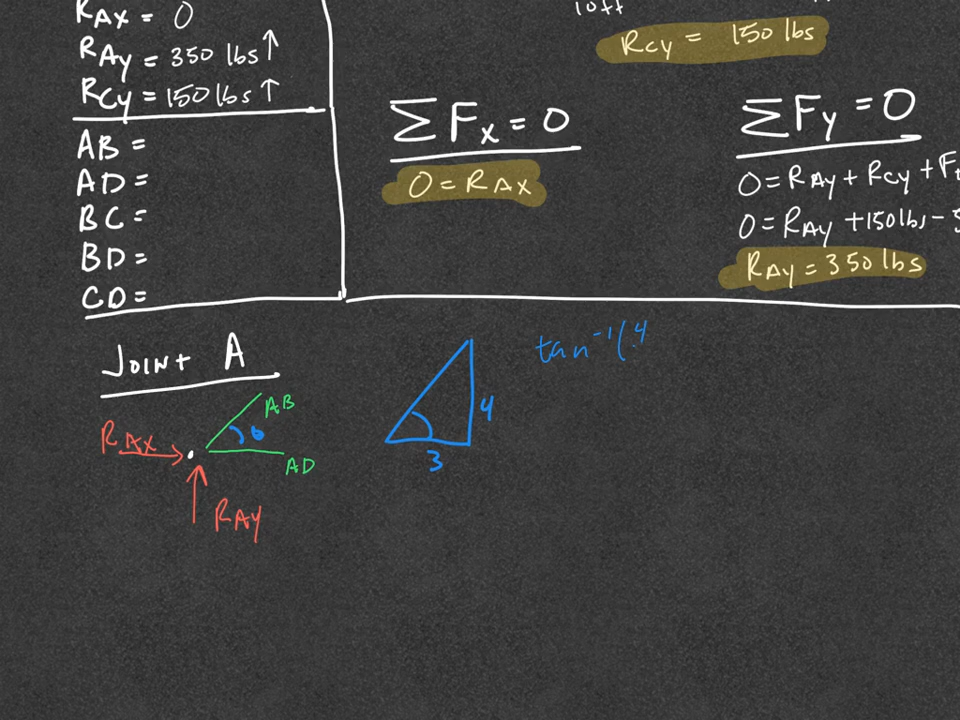 RAX = 0
RAy = 350 lbs ↑
RCy = 150 lbs ↑
AB =
AD =
BC =
BD =
CD =
10ft
RCy = 150 lbs
ΣFx = 0
0 = RAX
ΣFy = 0
0 = RAy + RCy + F
0 = RAy + 150 lbs -
RAy = 350 lbs
JOINT A
AB
θ
RAX
AD
RAY
4
3
tan⁻¹(.4